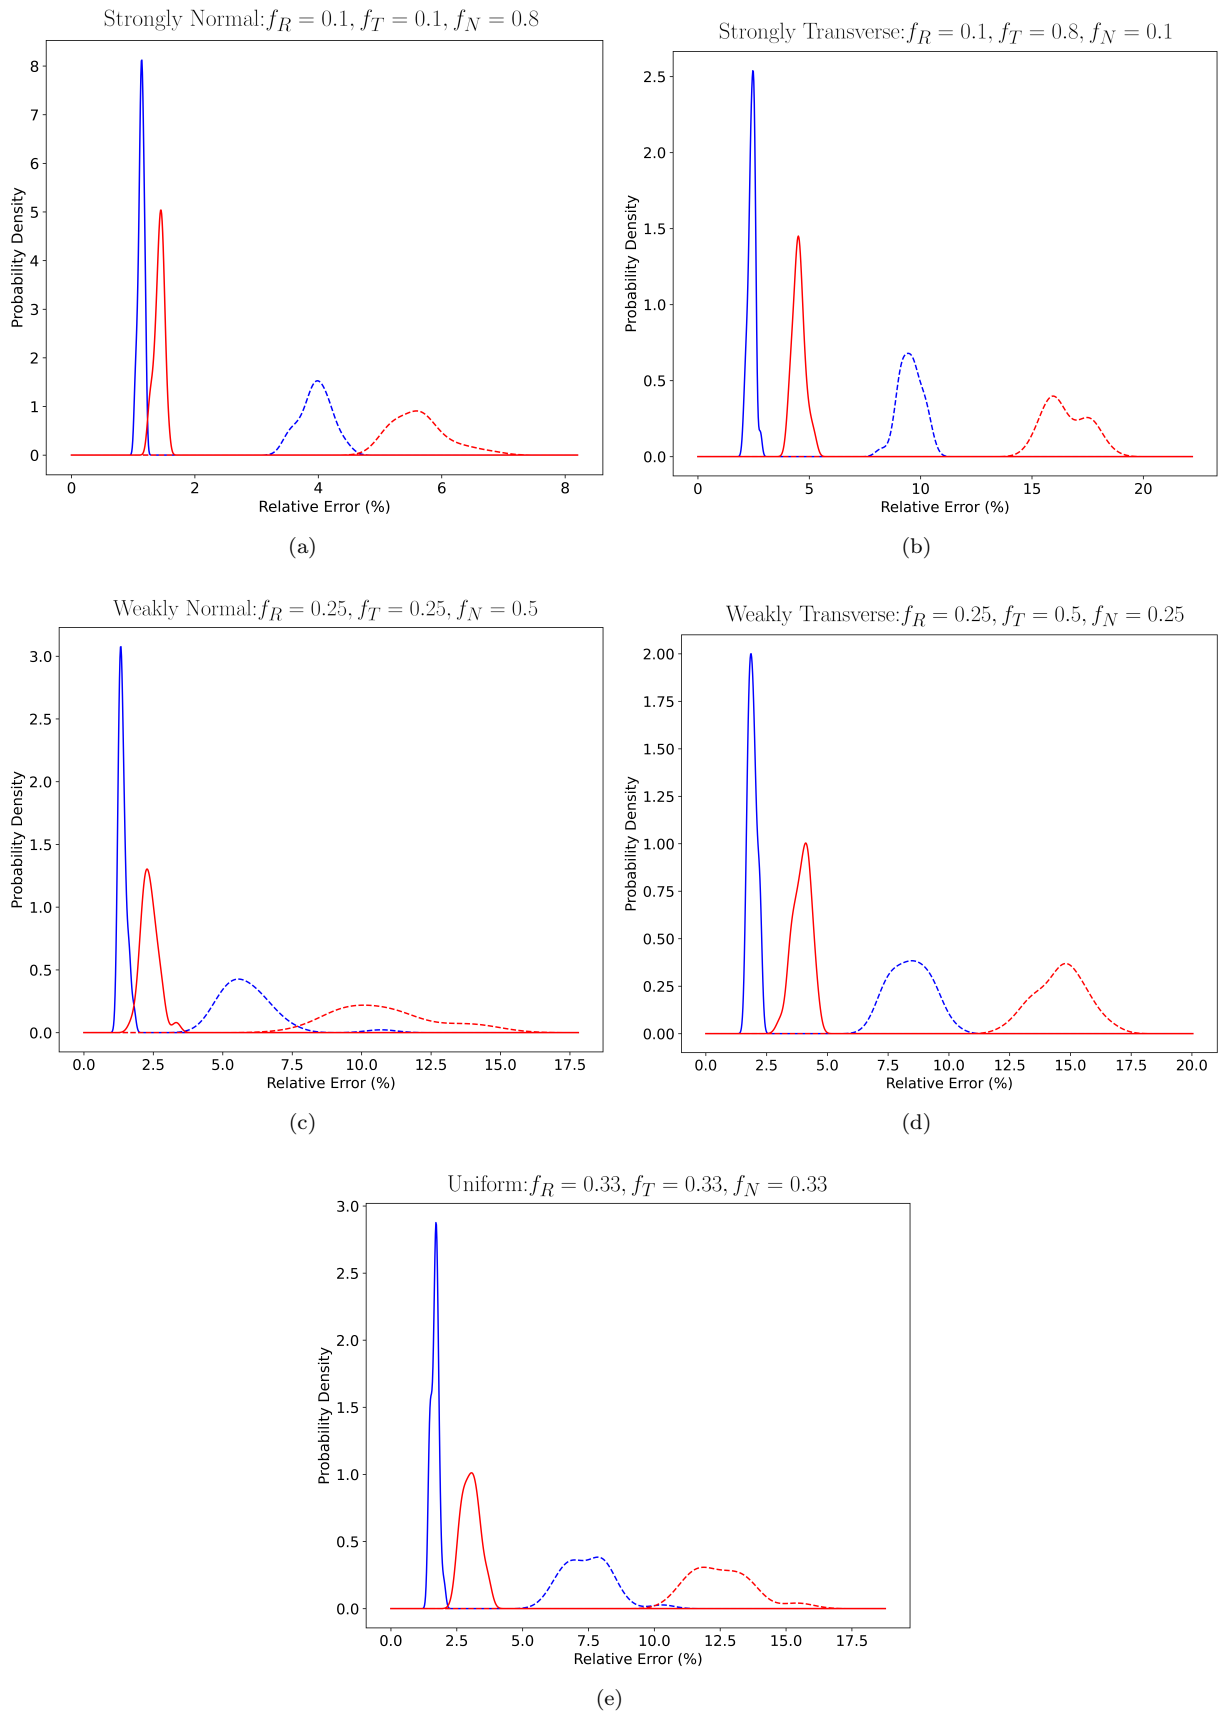 Strongly Normal:f_R = 0.1, f_T = 0.1, f_N = 0.8
8
7
6
5
4
3
2
1
0
Probability Density
0 2 4 6 8
Relative Error (%)
(a)
Strongly Transverse:f_R = 0.1, f_T = 0.8, f_N = 0.1
2.5
2.0
1.5
1.0
0.5
0.0
Probability Density
0 5 10 15 20
Relative Error (%)
(b)
Weakly Normal:f_R = 0.25, f_T = 0.25, f_N = 0.5
3.0
2.5
2.0
1.5
1.0
0.5
0.0
Probability Density
0.0 2.5 5.0 7.5 10.0 12.5 15.0 17.5
Relative Error (%)
(c)
Weakly Transverse:f_R = 0.25, f_T = 0.5, f_N = 0.25
2.00
1.75
1.50
1.25
1.00
0.75
0.50
0.25
0.00
Probability Density
0.0 2.5 5.0 7.5 10.0 12.5 15.0 17.5 20.0
Relative Error (%)
(d)
Uniform:f_R = 0.33, f_T = 0.33, f_N = 0.33
3.0
2.5
2.0
1.5
1.0
0.5
0.0
Probability Density
0.0 2.5 5.0 7.5 10.0 12.5 15.0 17.5
Relative Error (%)
(e)